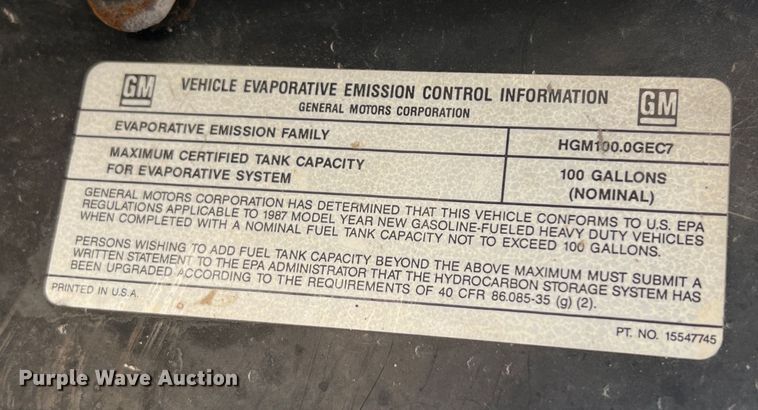 GM VEHICLE EVAPORATIVE EMISSION CONTROL INFORMATION GM
GENERAL MOTORS CORPORATION
EVAPORATIVE EMISSION FAMILY HGM100.0GEC7
MAXIMUM CERTIFIED TANK CAPACITY 100 GALLONS
FOR EVAPORATIVE SYSTEM (NOMINAL)
GENERAL MOTORS CORPORATION HAS DETERMINED THAT THIS VEHICLE CONFORMS TO U.S. EPA
REGULATIONS APPLICABLE TO 1987 MODEL YEAR NEW GASOLINE-FUELED HEAVY DUTY VEHICLES
WHEN COMPLETED WITH A NOMINAL FUEL TANK CAPACITY NOT TO EXCEED 100 GALLONS.
PERSONS WISHING TO ADD FUEL TANK CAPACITY BEYOND THE ABOVE MAXIMUM MUST SUBMIT A
WRITTEN STATEMENT TO THE EPA ADMINISTRATOR THAT THE HYDROCARBON STORAGE SYSTEM HAS
BEEN UPGRADED ACCORDING TO THE REQUIREMENTS OF 40 CFR 86.085-35 (g) (2).
PRINTED IN U.S.A. PT. NO. 15547745
Purple Wave Auction